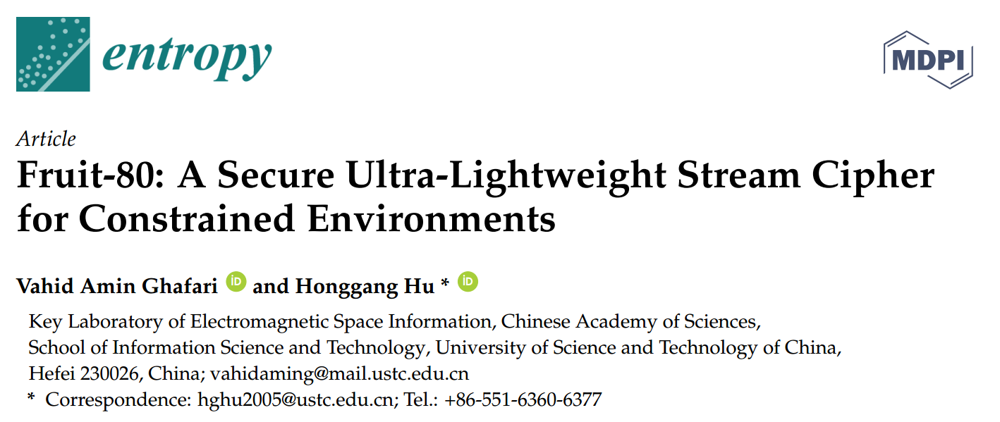 entropy
MDPI
Article
Fruit-80: A Secure Ultra-Lightweight Stream Cipher
for Constrained Environments
Vahid Amin Ghafari iD and Honggang Hu * iD
Key Laboratory of Electromagnetic Space Information, Chinese Academy of Sciences,
School of Information Science and Technology, University of Science and Technology of China,
Hefei 230026, China; vahidaming@mail.ustc.edu.cn
* Correspondence: hghu2005@ustc.edu.cn; Tel.: +86-551-6360-6377